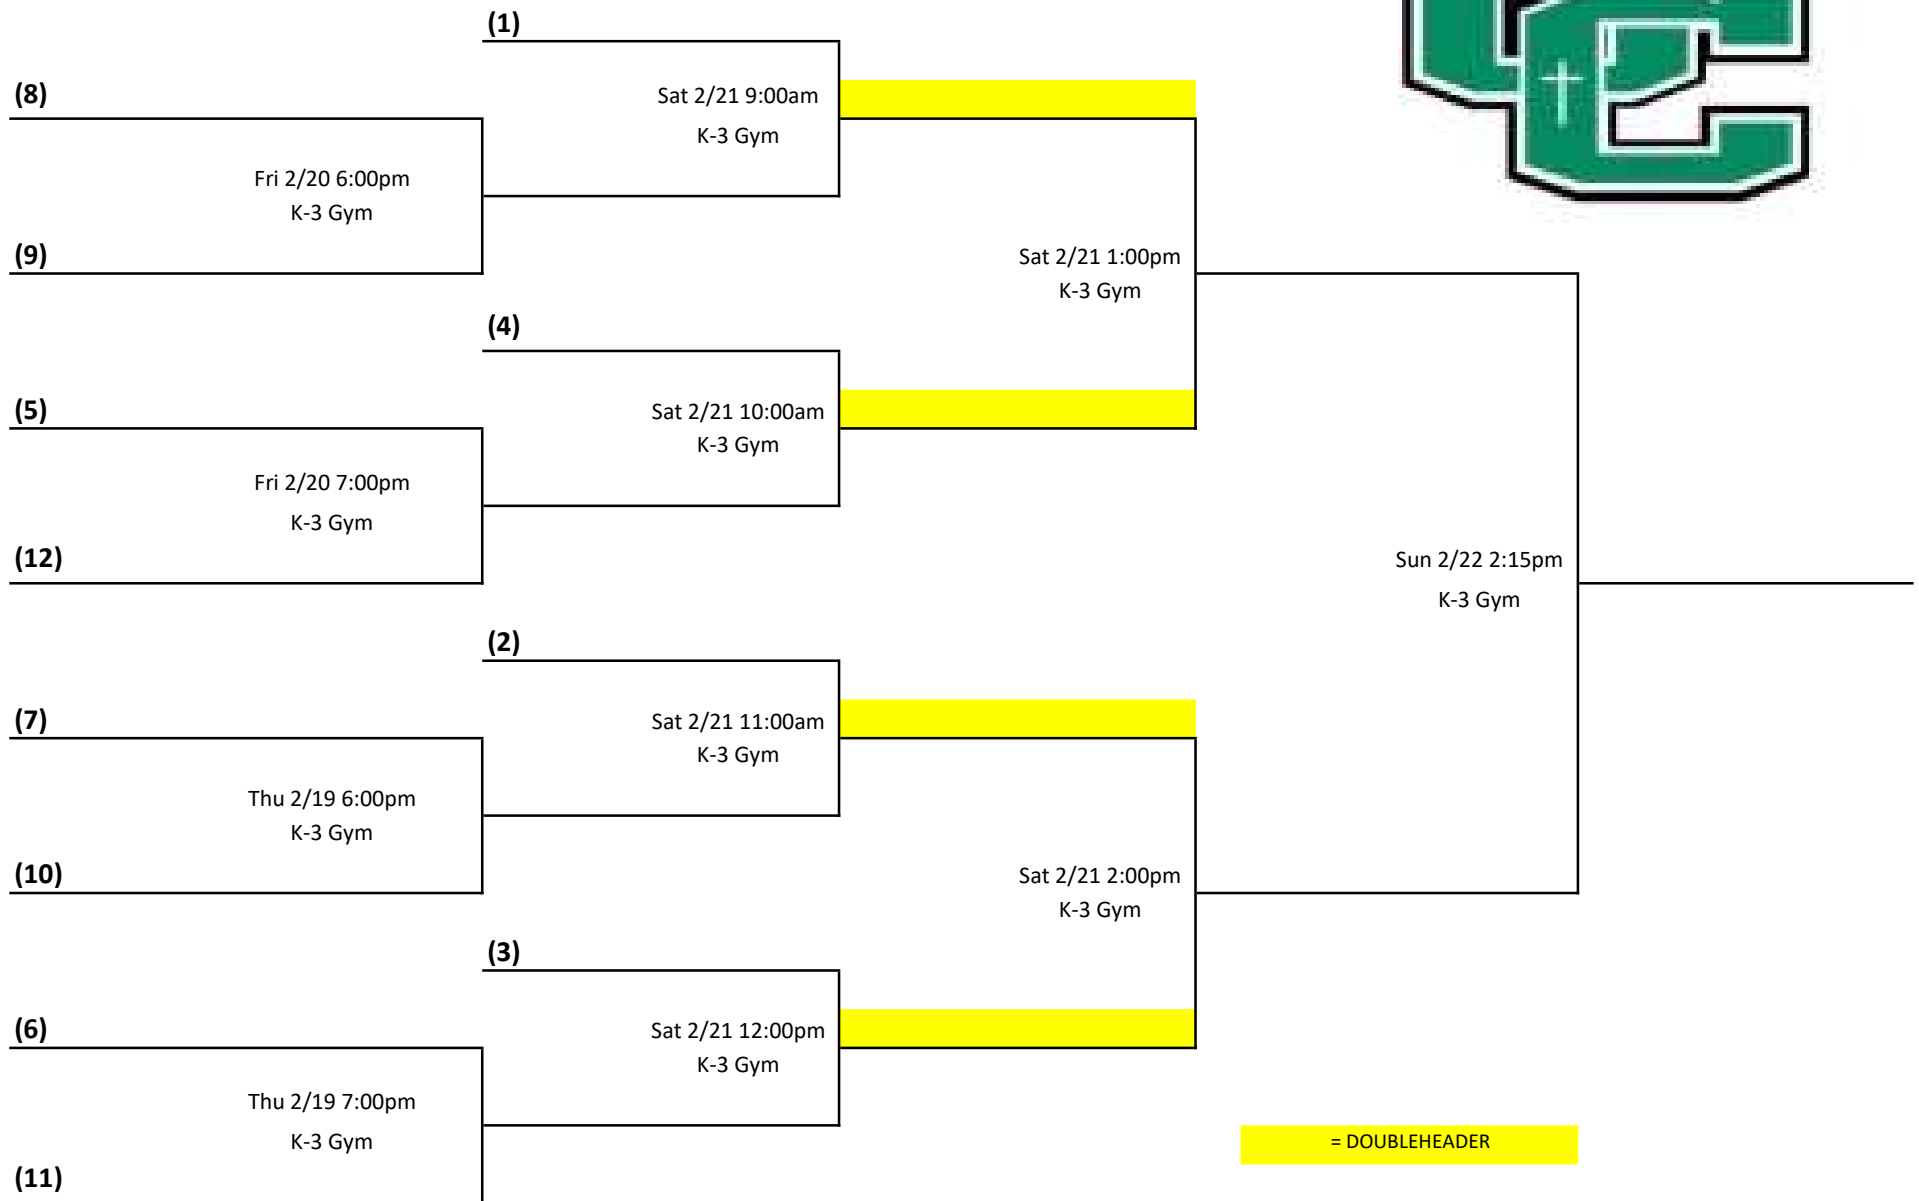 (1)
(8)
Sat 2/21 9:00am
K-3 Gym
Fri 2/20 6:00pm
K-3 Gym
(9)
Sat 2/21 1:00pm
K-3 Gym
(4)
(5)
Sat 2/21 10:00am
K-3 Gym
Fri 2/20 7:00pm
K-3 Gym
(12)
Sun 2/22 2:15pm
K-3 Gym
(2)
(7)
Sat 2/21 11:00am
K-3 Gym
Thu 2/19 6:00pm
K-3 Gym
(10)
Sat 2/21 2:00pm
K-3 Gym
(3)
(6)
Sat 2/21 12:00pm
K-3 Gym
Thu 2/19 7:00pm
K-3 Gym
= DOUBLEHEADER
(11)